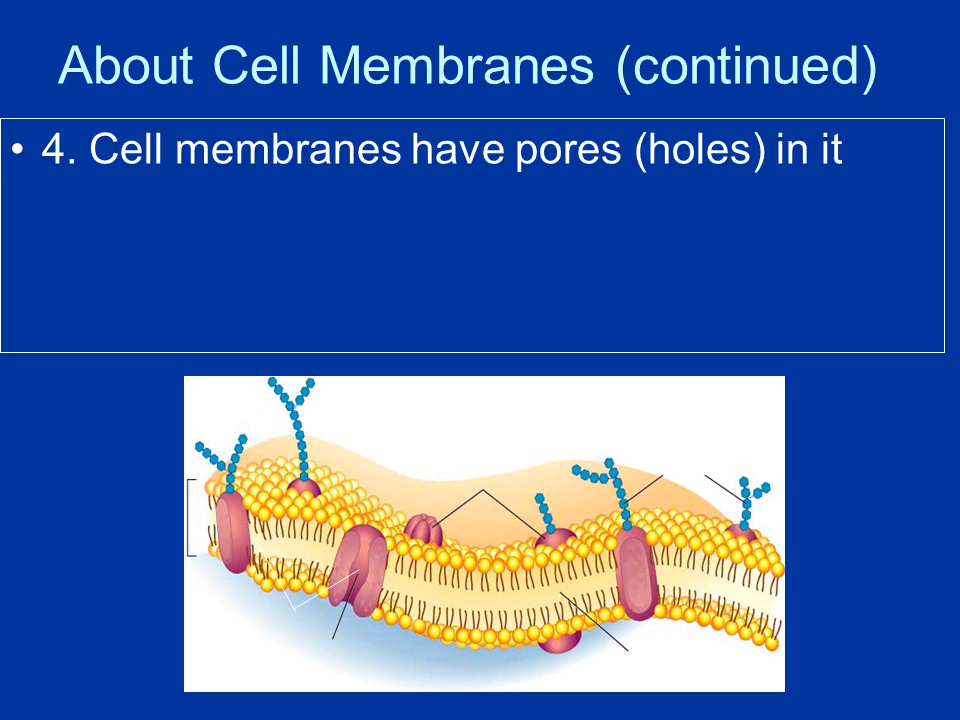 About Cell Membranes (continued)
• 4. Cell membranes have pores (holes) in it